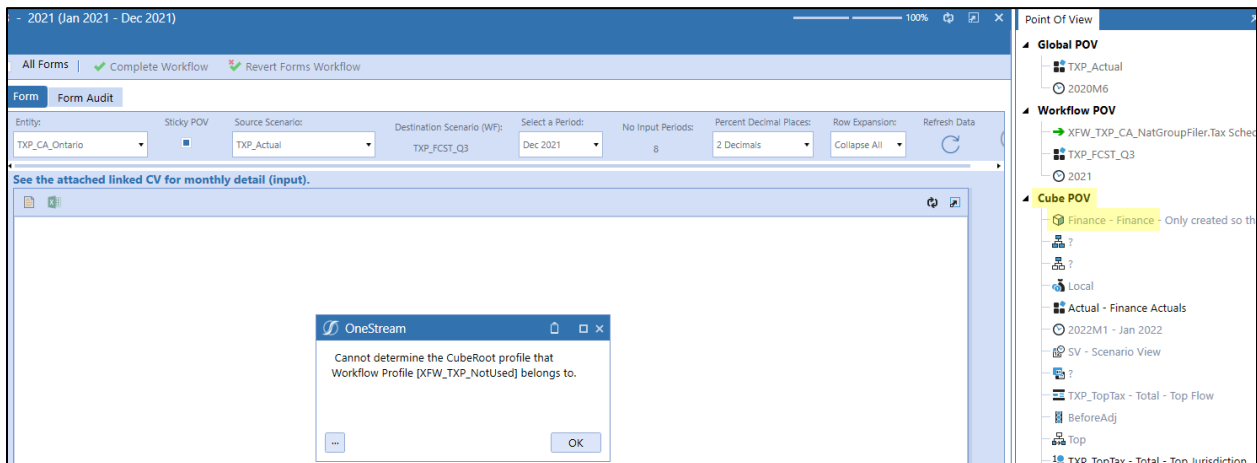 - 2021 (Jan 2021 - Dec 2021)
100%
All Forms | Complete Workflow Revert Forms Workflow
Form Form Audit
Entity: Sticky POV Source Scenario: Destination Scenario (WF): Select a Period: No Input Periods: Percent Decimal Places: Row Expansion: Refresh Data
TXP_CA_Ontario TXP_Actual TXP_FCST_Q3 Dec 2021 8 2 Decimals Collapse All
See the attached linked CV for monthly detail (input).
OneStream
Cannot determine the CubeRoot profile that
Workflow Profile [XFW_TXP_NotUsed] belongs to.
...
OK
Point Of View
Global POV
TXP_Actual
2020M6
Workflow POV
XFW_TXP_CA_NatGroupFiler.Tax Sched
TXP_FCST_Q3
2021
Cube POV
Finance - Finance - Only created so th
?
?
Local
Actual - Finance Actuals
2022M1 - Jan 2022
SV - Scenario View
?
TXP_TopTax - Total - Top Flow
BeforeAdj
Top
TXP_TopTax - Total - Top Jurisdiction